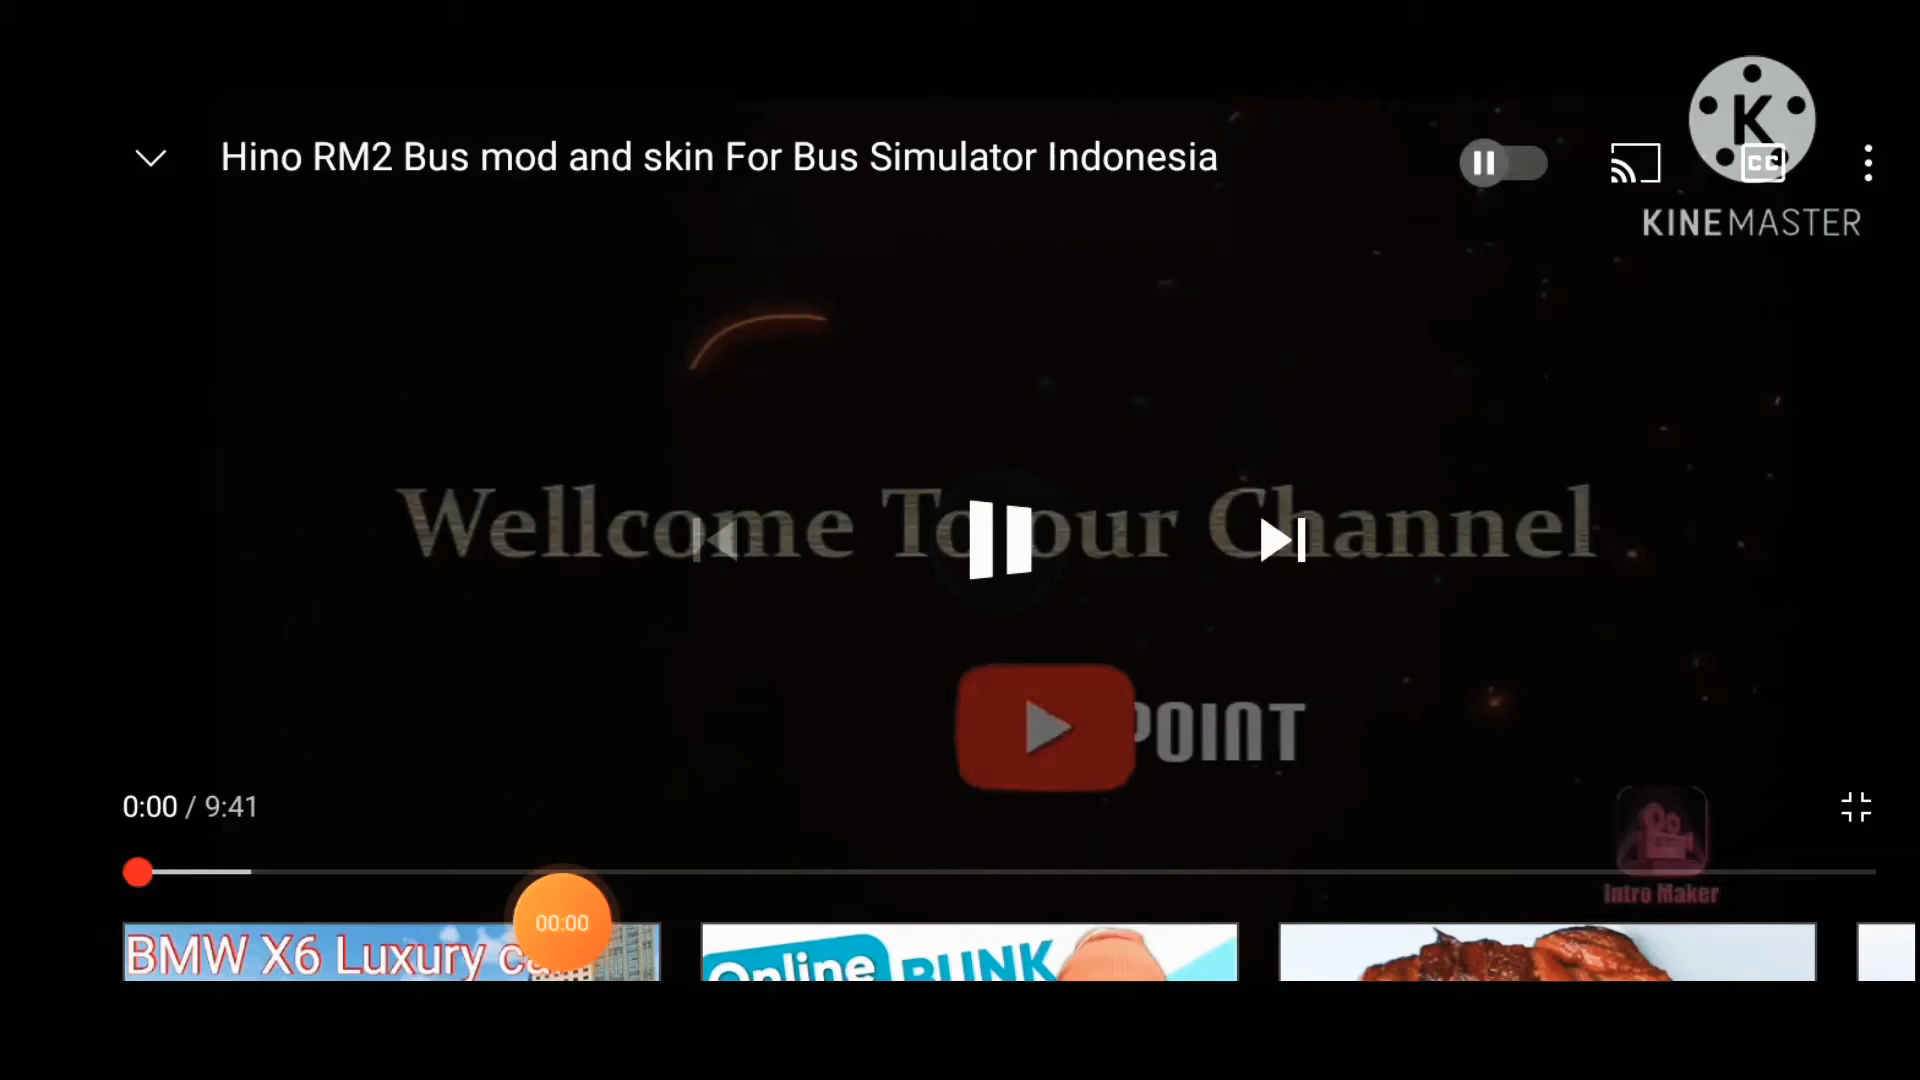 Hino RM2 Bus mod and skin For Bus Simulator Indonesia
K
CC
KINEMASTER
Wellcome To our Channel
POINT
0:00 / 9:41
Intro Maker
00:00
BMW X6 Luxury
Online